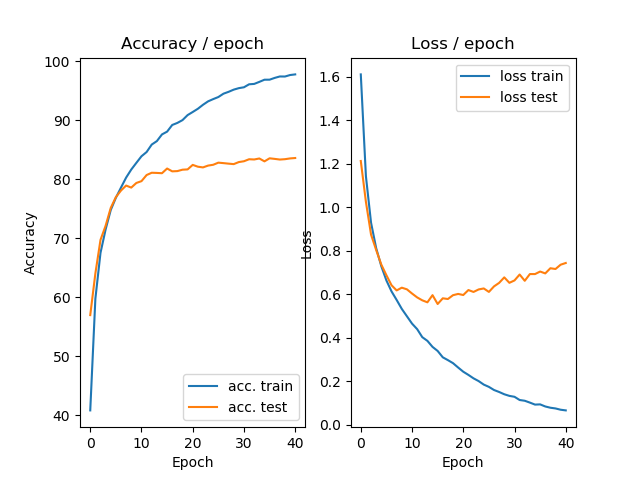 Accuracy / epoch
100
90
80
70
60
50
40
0
10
20
30
40
Accuracy
Epoch
acc. train
acc. test
Loss / epoch
1.6
1.4
1.2
1.0
0.8
0.6
0.4
0.2
0.0
0
10
20
30
40
Loss
Epoch
loss train
loss test